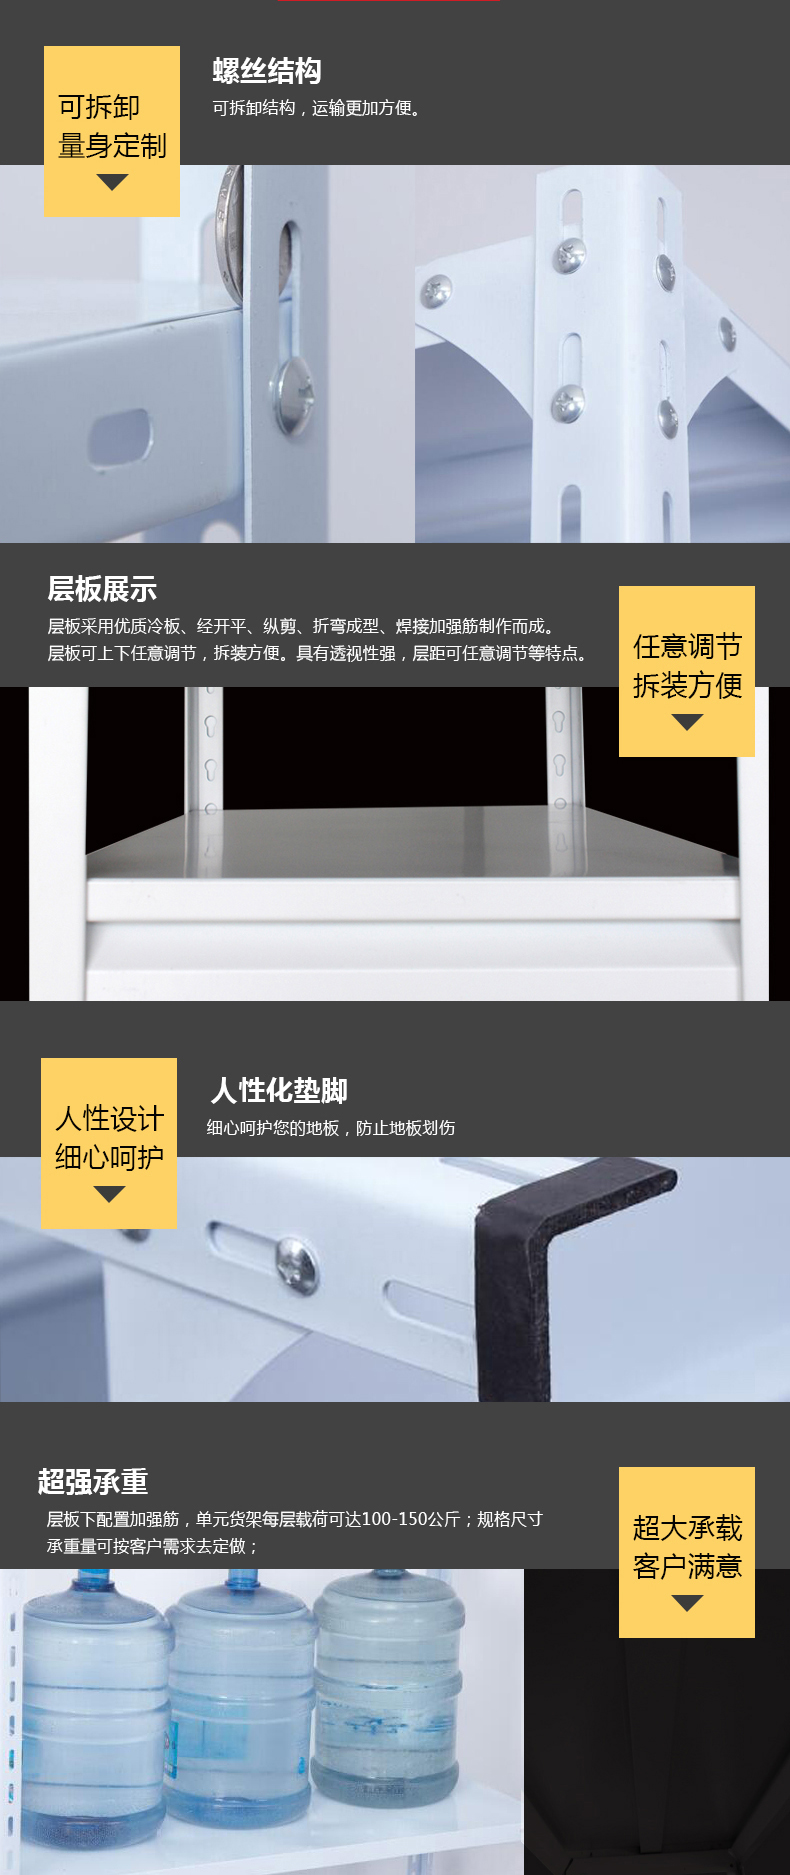 可拆卸
量身定制
螺丝结构
可拆卸结构，运输更加方便。
层板展示
层板采用优质冷板、经开平、纵剪、折弯成型、焊接加强筋制作而成。
层板可上下任意调节，拆装方便。具有透视性强，层距可任意调节等特点。
任意调节
拆装方便
人性设计
细心呵护
人性化垫脚
细心呵护您的地板，防止地板划伤
超强承重
层板下配置加强筋，单元货架每层载荷可达100-150公斤；规格尺寸
承重量可按客户需求去定做；
超大承载
客户满意